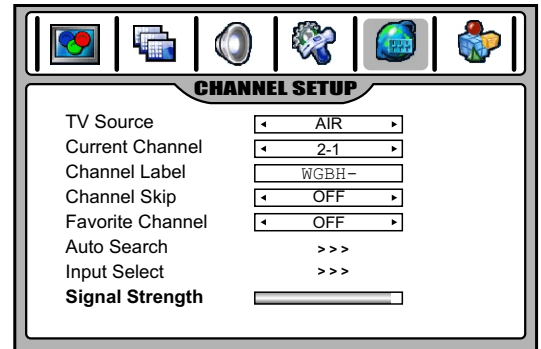 CHANNEL SETUP
TV Source AIR
Current Channel 2-1
Channel Label WGBH-
Channel Skip OFF
Favorite Channel OFF
Auto Search >>>
Input Select >>>
Signal Strength